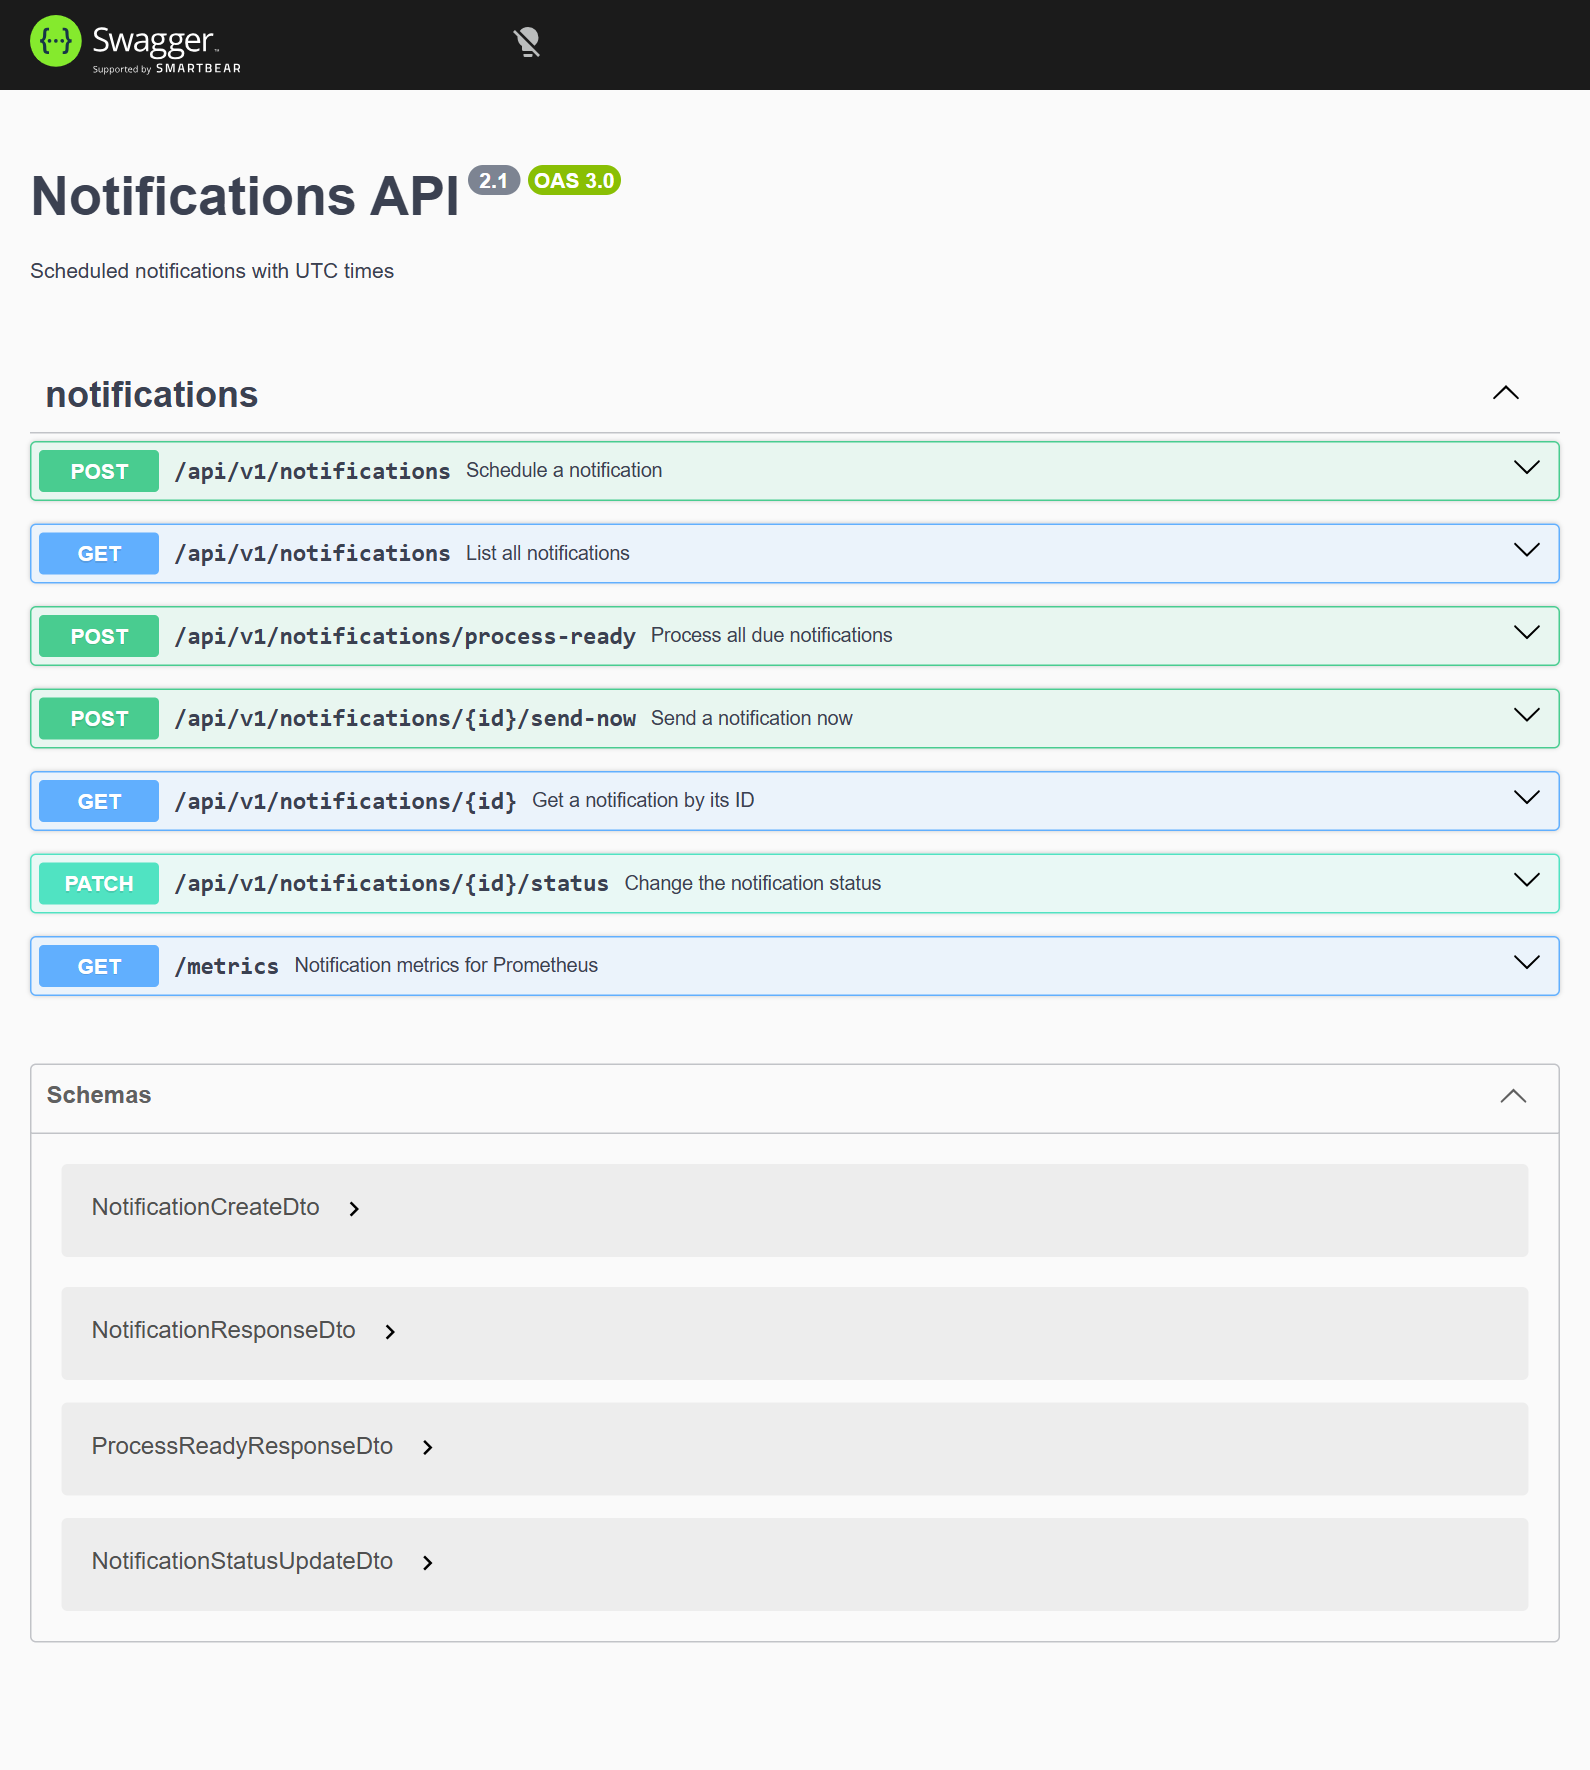 {···} Swagger™
Supported by SMARTBEAR
Notifications API 2.1 OAS 3.0
Scheduled notifications with UTC times
notifications
POST /api/v1/notifications Schedule a notification
GET /api/v1/notifications List all notifications
POST /api/v1/notifications/process-ready Process all due notifications
POST /api/v1/notifications/{id}/send-now Send a notification now
GET /api/v1/notifications/{id} Get a notification by its ID
PATCH /api/v1/notifications/{id}/status Change the notification status
GET /metrics Notification metrics for Prometheus
Schemas
NotificationCreateDto
NotificationResponseDto
ProcessReadyResponseDto
NotificationStatusUpdateDto